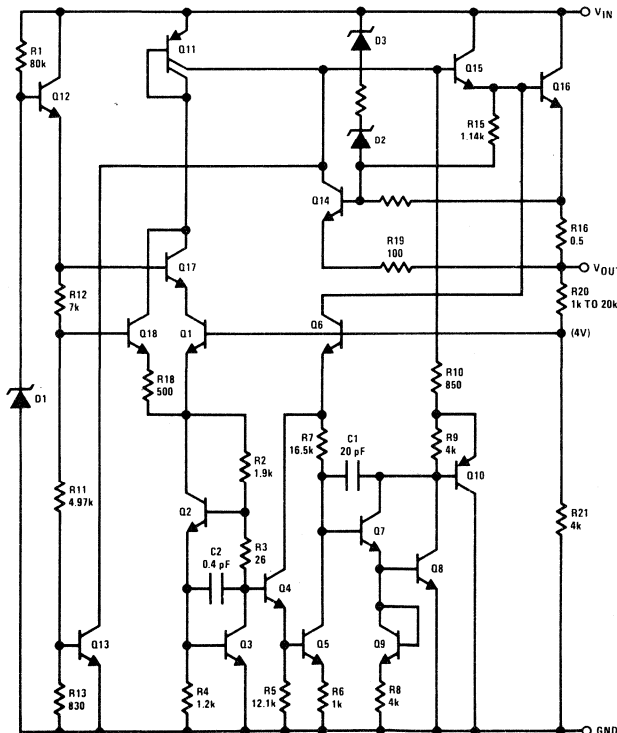 VIN
R1
80k
Q12
Q11
D3
D2
Q15
Q16
R15
1.14k
Q14
R16
0.5
R19
100
VOUT
R12
7k
Q17
R20
1k TO 20k
Q18
Q1
Q6
(4V)
R18
500
R10
850
D1
R7
16.5k
C1
20 pF
R9
4k
Q10
R2
1.9k
R11
4.97k
Q2
R21
4k
C2
0.4 pF
R3
26
Q7
Q4
Q8
Q13
Q3
Q5
Q9
R13
830
R4
1.2k
R5
12.1k
R6
1k
R8
4k
GND